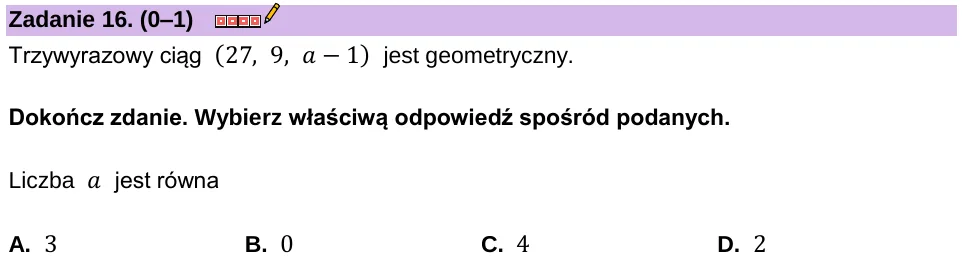 Zadanie 16. (0–1)
Trzywyrazowy ciąg (27, 9, a − 1) jest geometryczny.
Dokończ zdanie. Wybierz właściwą odpowiedź spośród podanych.
Liczba a jest równa
A. 3 B. 0 C. 4 D. 2